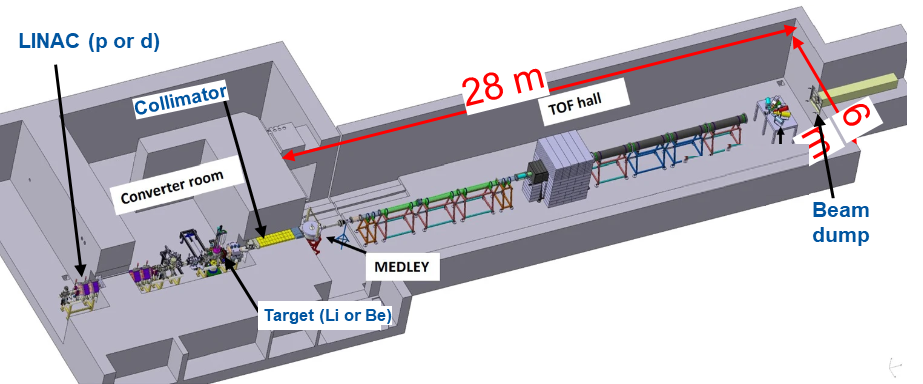 LINAC (p or d)
Collimator
28 m
TOF hall
6 m
Converter room
MEDLEY
Beam
dump
Target (Li or Be)